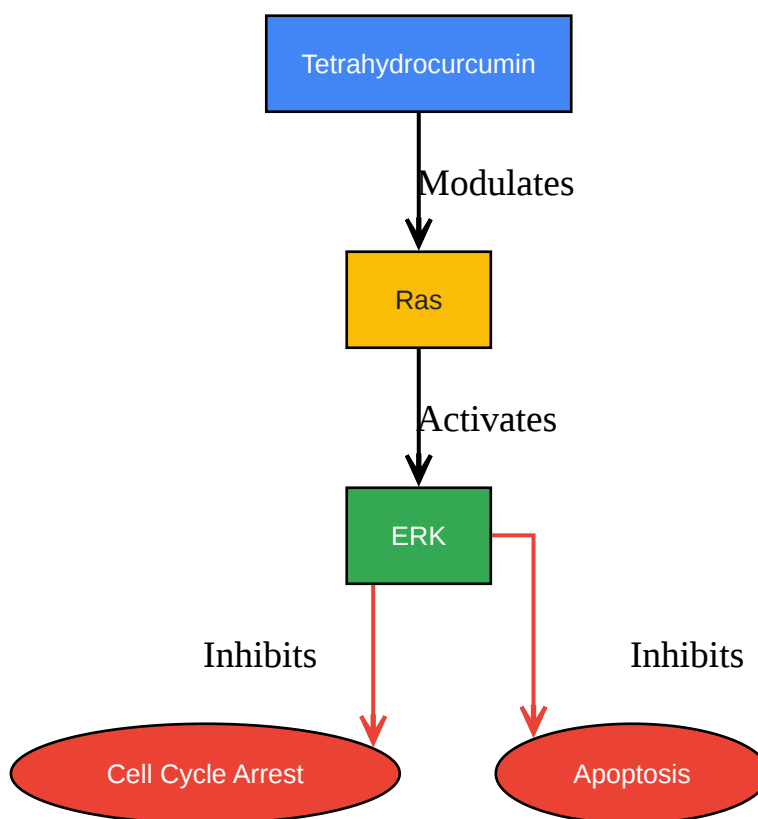 Tetrahydrocurcumin
Modulates
Ras
Activates
ERK
Inhibits
Inhibits
Cell Cycle Arrest
Apoptosis